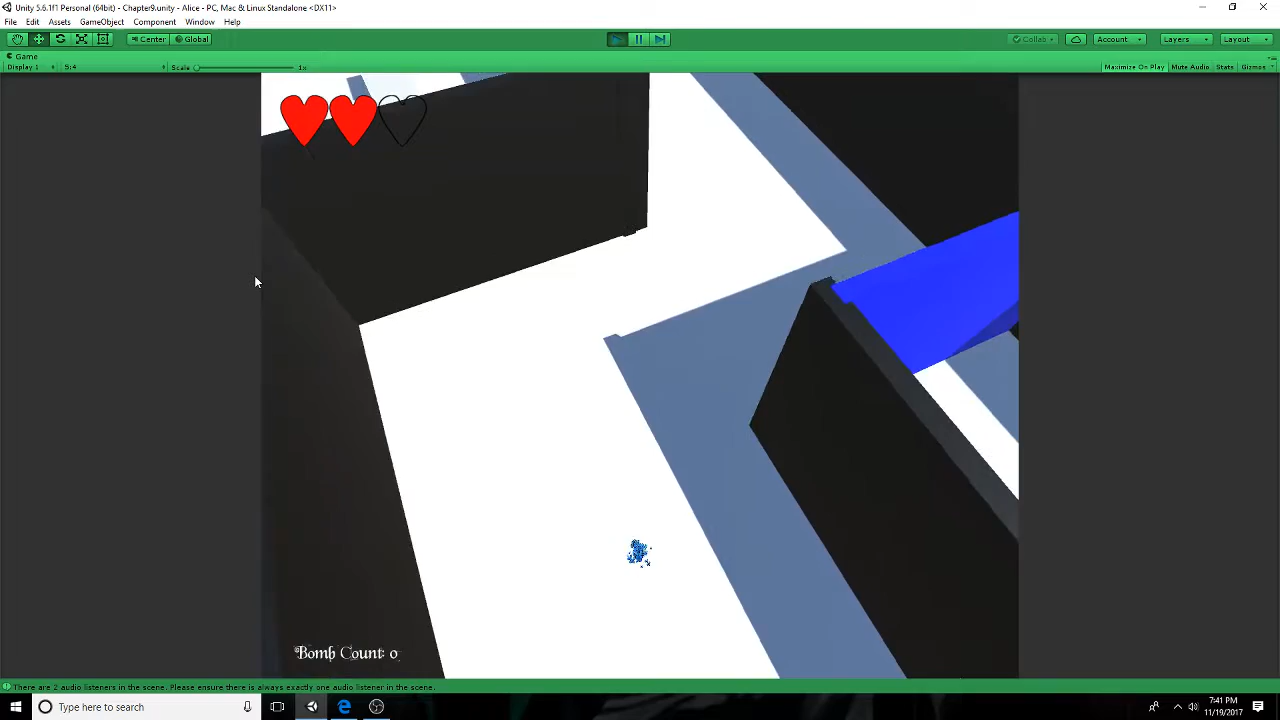 Unity 5.6.1f1 Personal (64bit) - Chapter9.unity - Alice - PC, Mac & Linux Standalone <DX11>
File Edit Assets GameObject Component Window Help
Center Global Collab Account Layers Layout
Game
Display 1 5:4 Scale 1x Maximize On Play Mute Audio Stats Gizmos
Bomb Count: 0
There are 2 audio listeners in the scene. Please ensure there is always exactly one audio listener in the scene.
Type here to search
7:41 PM
11/19/2017